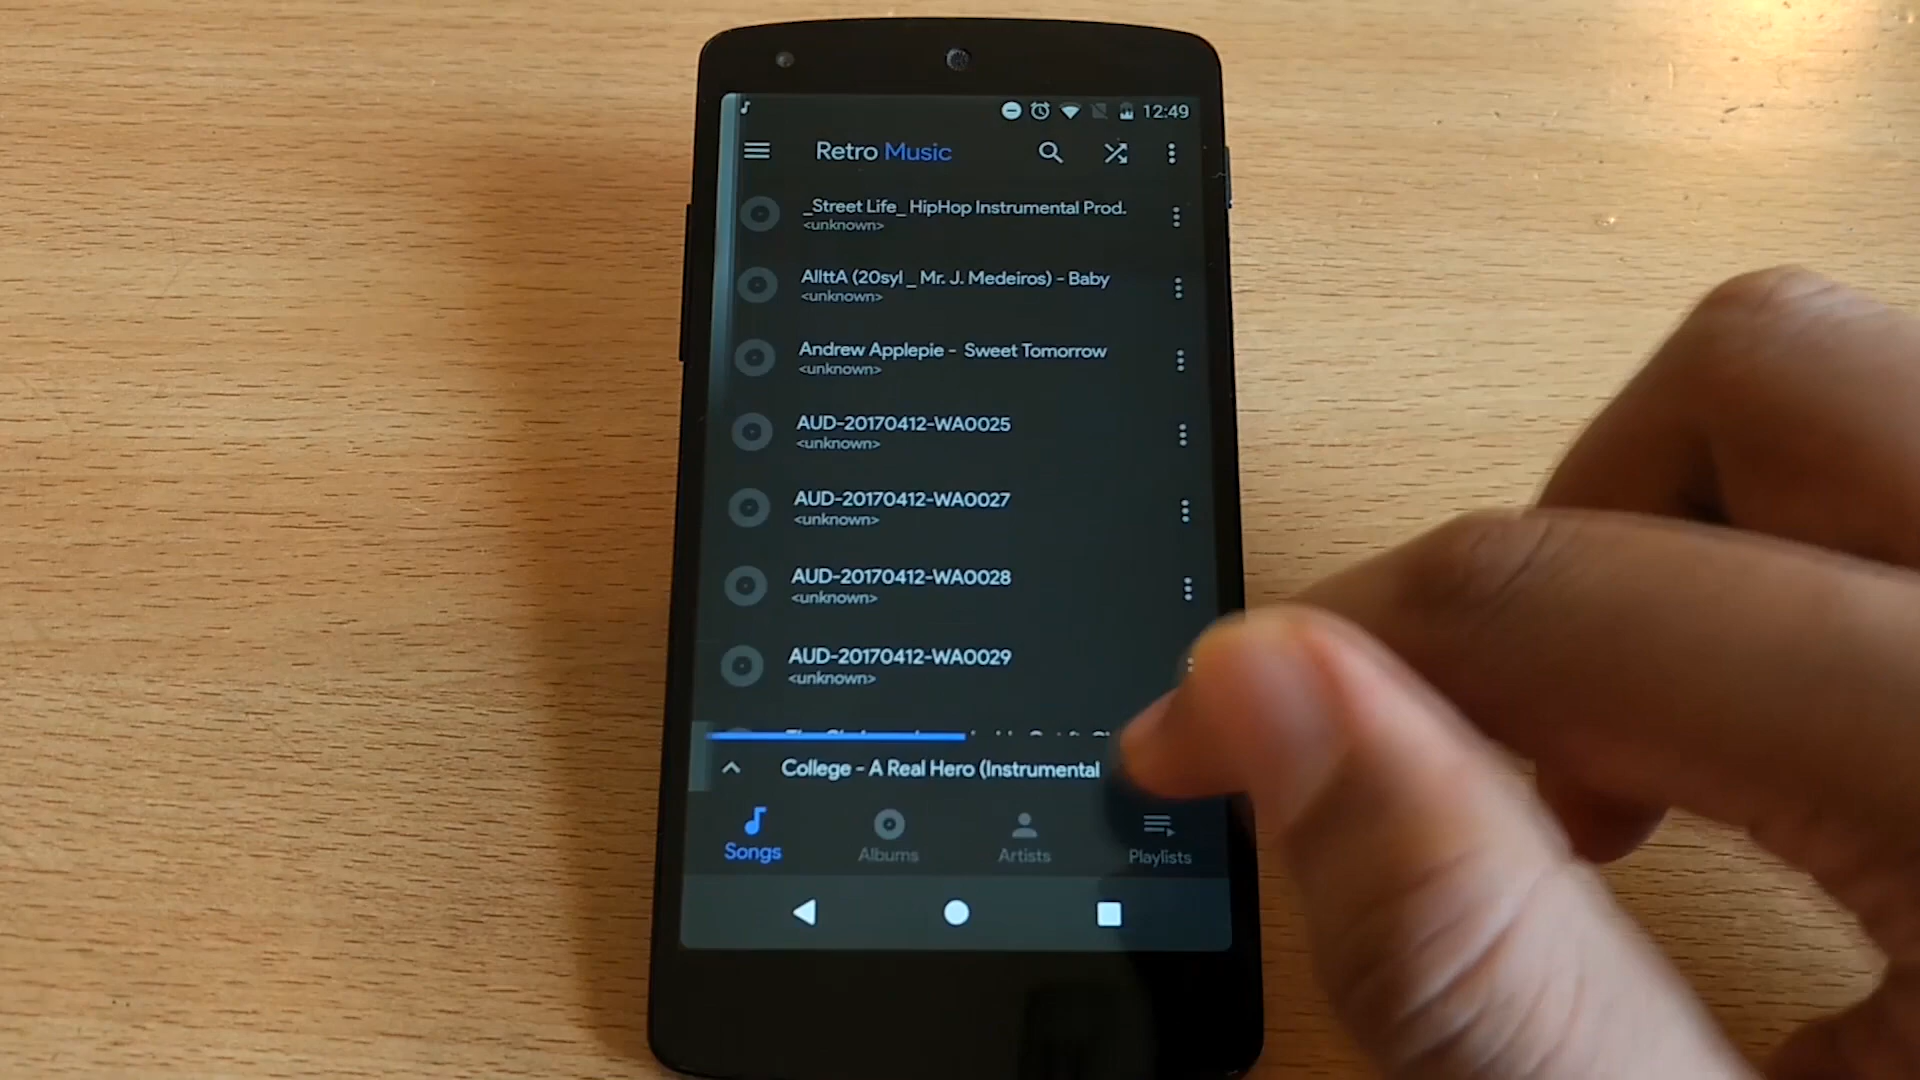 12:49
Retro Music
_Street Life_ HipHop Instrumental Prod.
<unknown>
AllttA (20syl _ Mr. J. Medeiros) - Baby
<unknown>
Andrew Applepie - Sweet Tomorrow
<unknown>
AUD-20170412-WA0025
<unknown>
AUD-20170412-WA0027
<unknown>
AUD-20170412-WA0028
<unknown>
AUD-20170412-WA0029
<unknown>
College - A Real Hero (Instrumental
Songs
Albums
Artists
Playlists